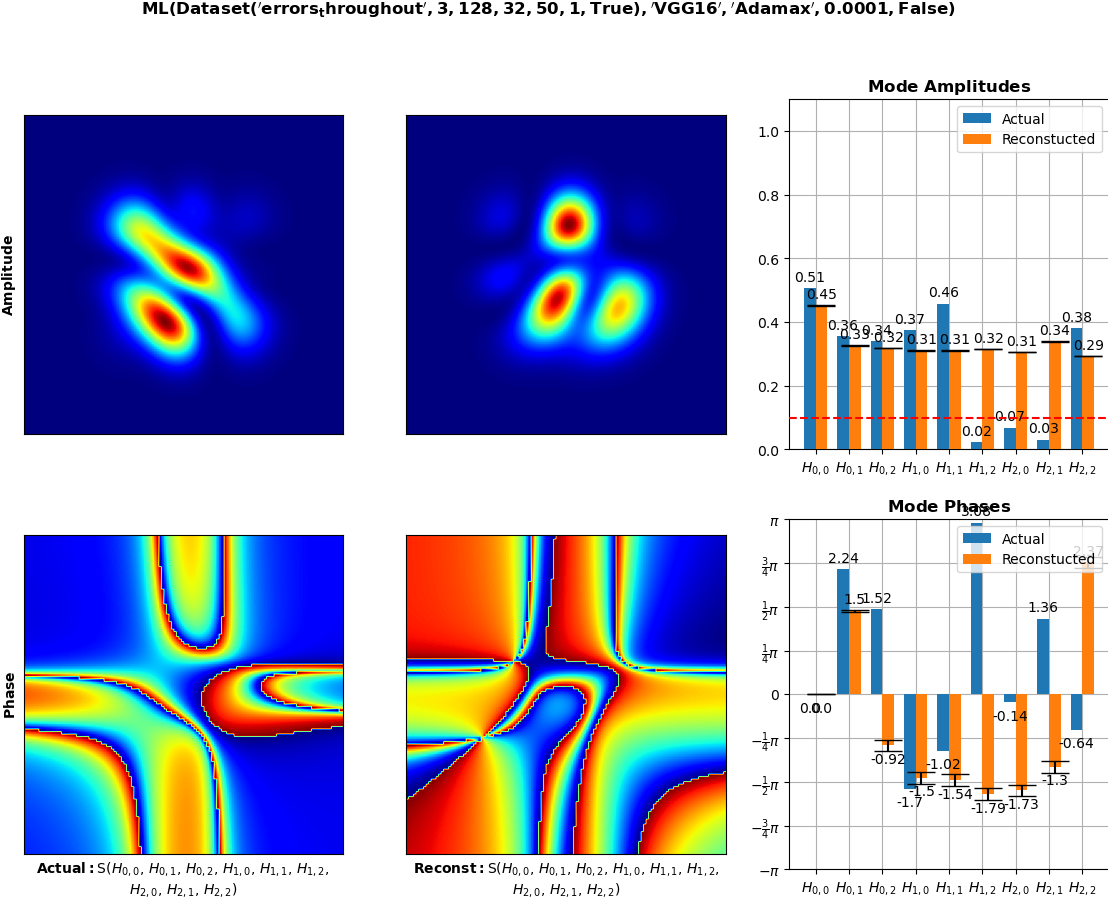 ML(Dataset('errors_throughout', 3, 128, 32, 50, 1, True), 'VGG16', 'Adamax', 0.0001, False)
Amplitude
Mode Amplitudes
Actual
Reconstucted
1.0
0.8
0.6
0.4
0.2
0.0
0.51
0.45
0.36
0.33
0.34
0.32
0.37
0.31
0.46
0.31
0.02
0.32
0.07
0.31
0.03
0.34
0.38
0.29
H0,0 H0,1 H0,2 H1,0 H1,1 H1,2 H2,0 H2,1 H2,2
Phase
Actual: S(H0,0, H0,1, H0,2, H1,0, H1,1, H1,2,
H2,0, H2,1, H2,2)
Reconst: S(H0,0, H0,1, H0,2, H1,0, H1,1, H1,2,
H2,0, H2,1, H2,2)
Mode Phases
Actual
Reconstucted
π
3/4π
1/2π
1/4π
0
−1/4π
−1/2π
−3/4π
−π
0.0
0.0
2.24
1.5
1.52
-0.92
-1.7
-1.5
-1.02
-1.54
3.08
-1.79
-0.14
-1.73
1.36
-1.3
-0.64
2.37
H0,0 H0,1 H0,2 H1,0 H1,1 H1,2 H2,0 H2,1 H2,2